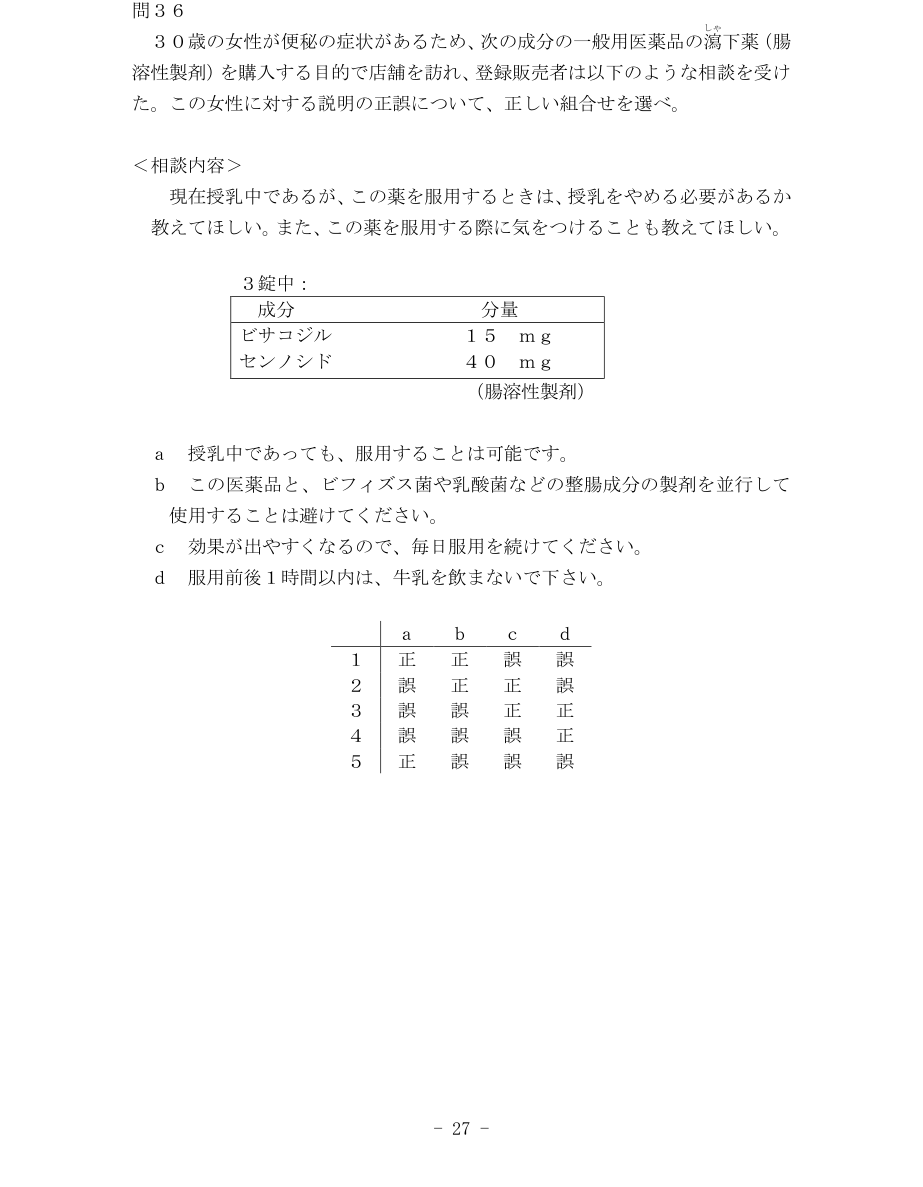 問３６
３０歳の女性が便秘の症状があるため、次の成分の一般用医薬品の瀉下薬（腸
しゃ
溶性製剤）を購入する目的で店舗を訪れ、登録販売者は以下のような相談を受け
た。この女性に対する説明の正誤について、正しい組合せを選べ。
＜相談内容＞
現在授乳中であるが、この薬を服用するときは、授乳をやめる必要があるか
教えてほしい。また、この薬を服用する際に気をつけることも教えてほしい。
３錠中：
成分 分量
ビサコジル １５ ｍｇ
センノシド ４０ ｍｇ
（腸溶性製剤）
ａ 授乳中であっても、服用することは可能です。
ｂ この医薬品と、ビフィズス菌や乳酸菌などの整腸成分の製剤を並行して
使用することは避けてください。
ｃ 効果が出やすくなるので、毎日服用を続けてください。
ｄ 服用前後１時間以内は、牛乳を飲まないで下さい。
ａ ｂ ｃ ｄ
１ 正 正 誤 誤
２ 誤 正 正 誤
３ 誤 誤 正 正
４ 誤 誤 誤 正
５ 正 誤 誤 誤
- 27 -